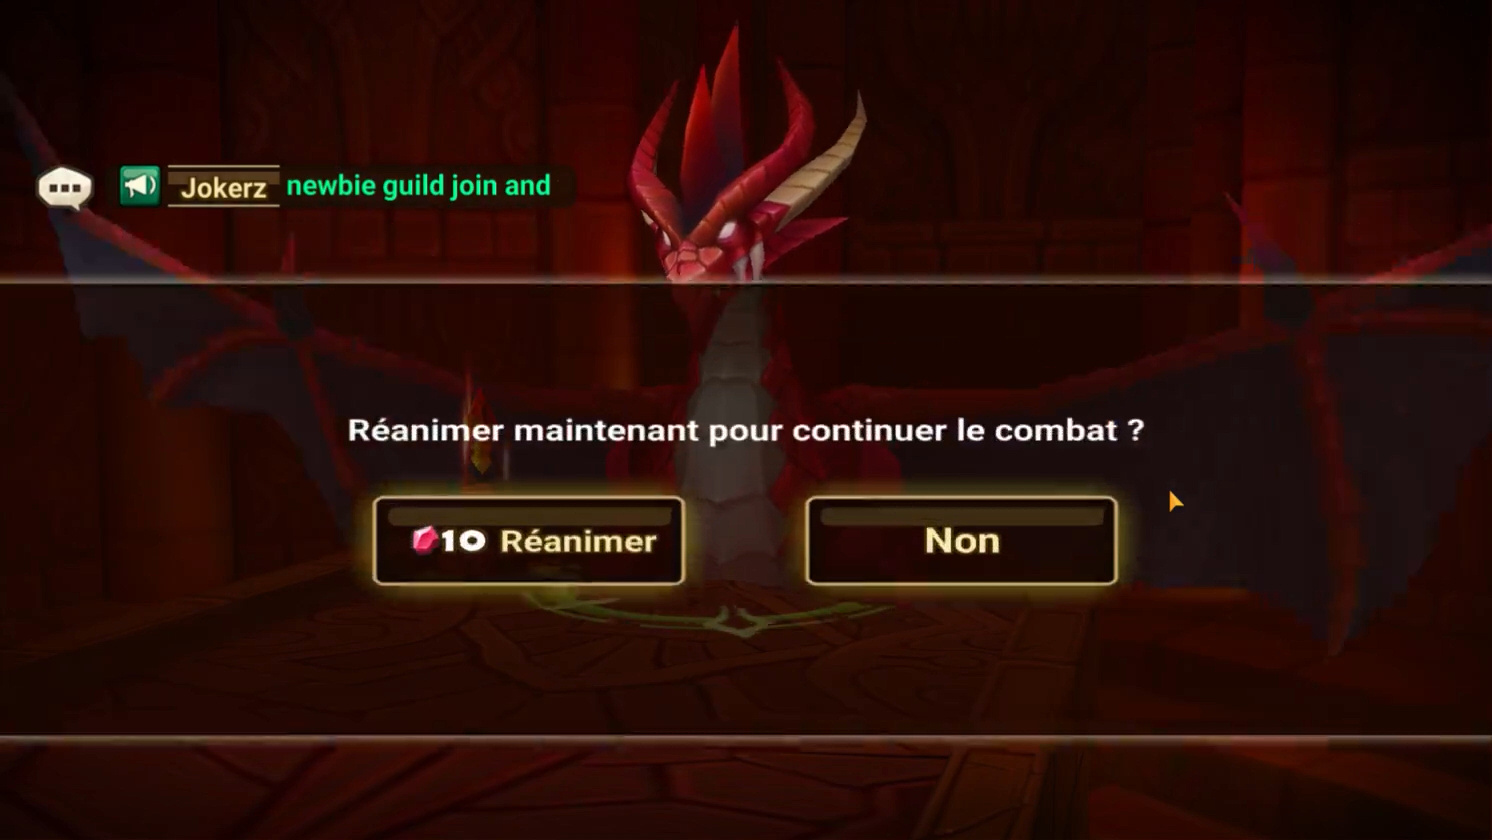 Jokerz newbie guild join and
Réanimer maintenant pour continuer le combat ?
10 Réanimer
Non